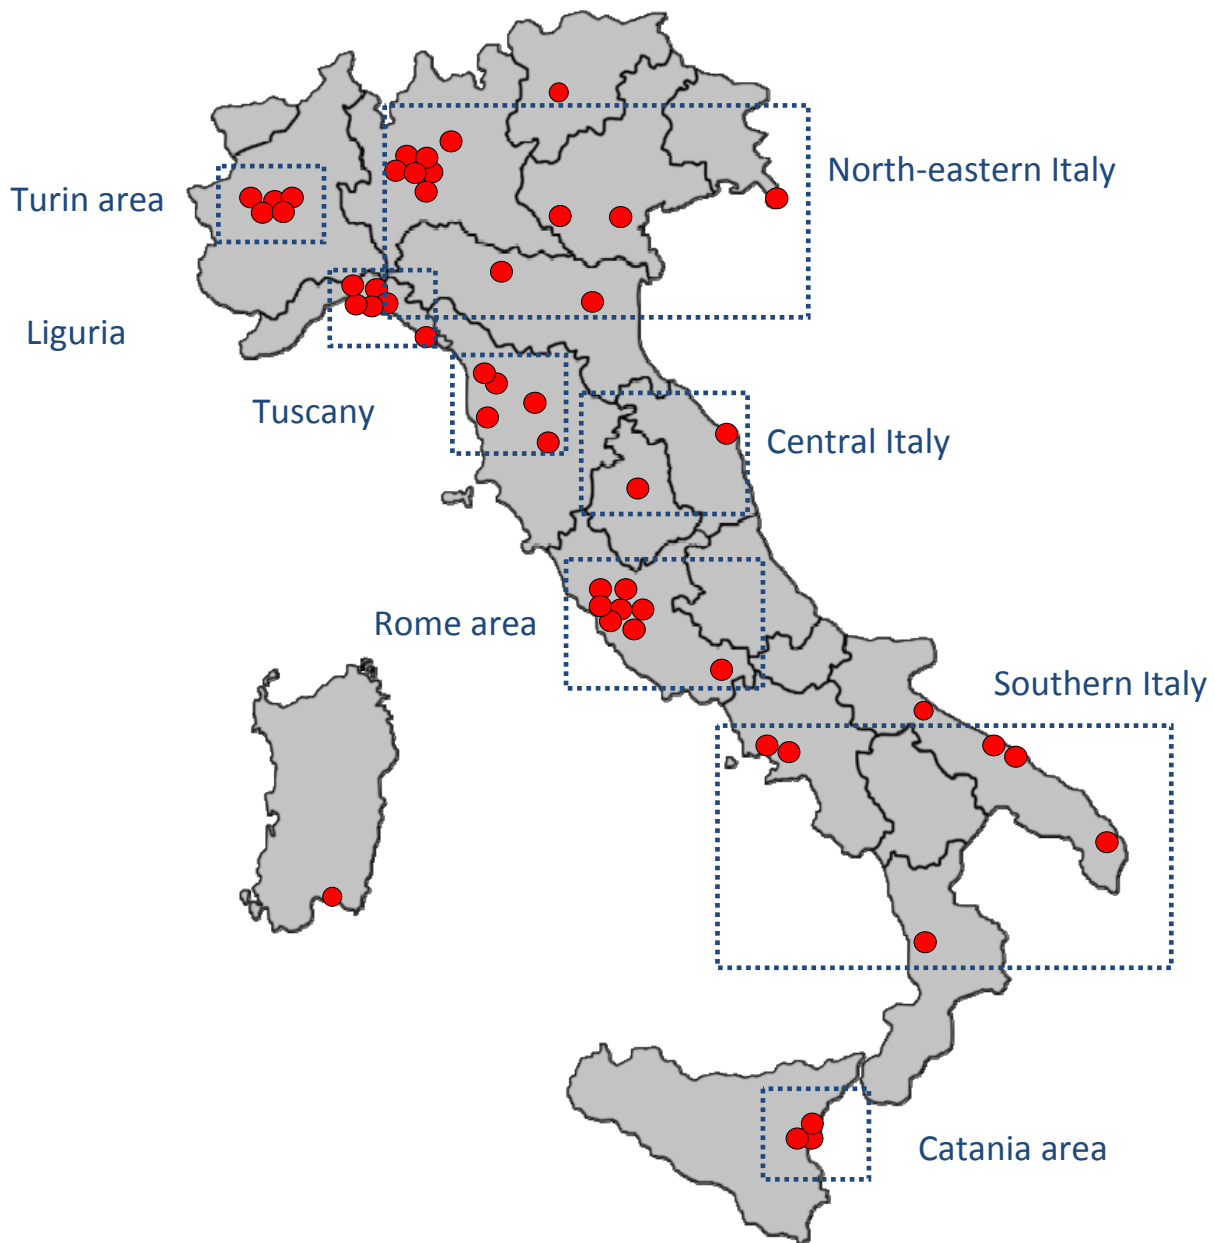 North-eastern Italy
Turin area
Liguria
Tuscany
Central Italy
Rome area
Southern Italy
Catania area